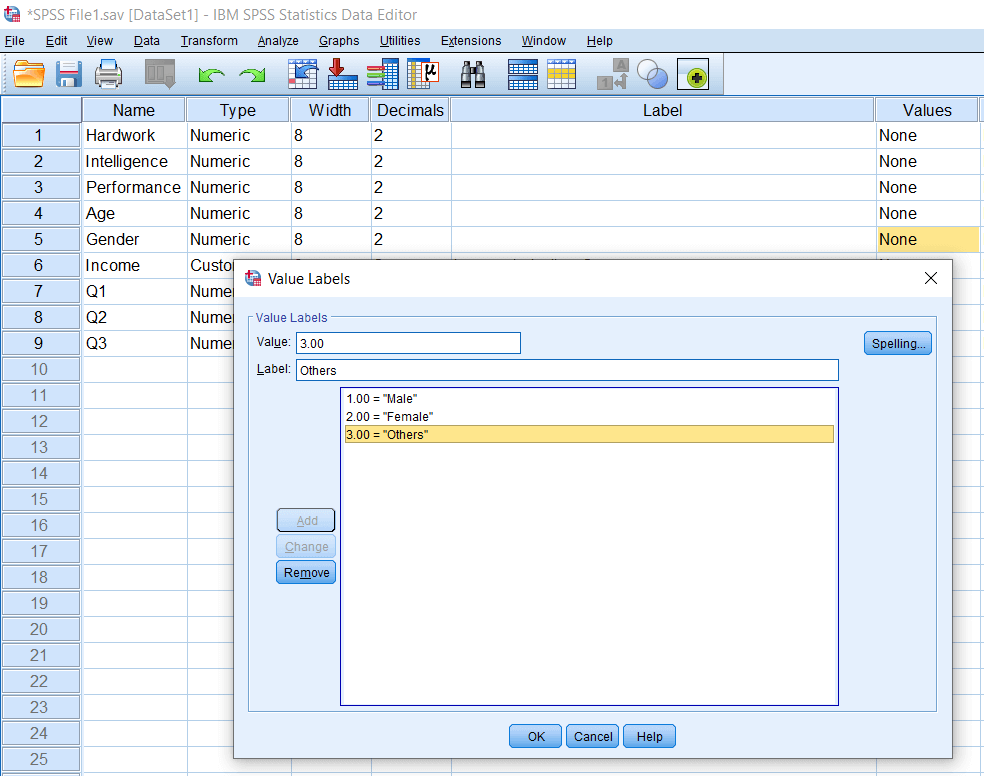 *SPSS File1.sav [DataSet1] - IBM SPSS Statistics Data Editor
File Edit View Data Transform Analyze Graphs Utilities Extensions Window Help
Name Type Width Decimals Label Values
1 Hardwork Numeric 8 2 None
2 Intelligence Numeric 8 2 None
3 Performance Numeric 8 2 None
4 Age Numeric 8 2 None
5 Gender Numeric 8 2 None
6 Income Custo
7 Q1 Nume
8 Q2 Nume
9 Q3 Nume
10
11
12
13
14
15
16
17
18
19
20
21
22
23
24
25
Value Labels
Value Labels
Value: 3.00 Spelling...
Label: Others
1.00 = "Male"
2.00 = "Female"
3.00 = "Others"
Add
Change
Remove
OK Cancel Help